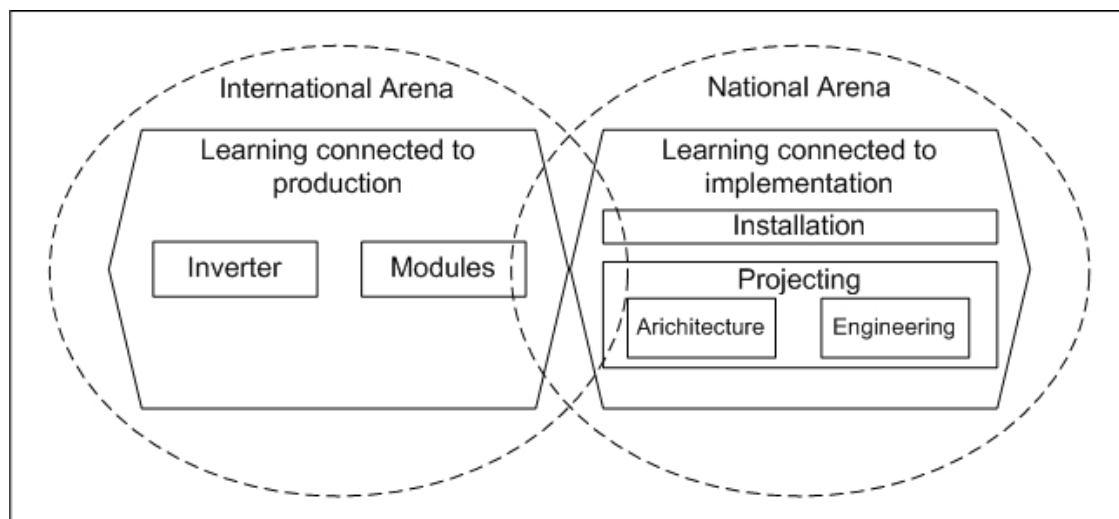 International Arena
National Arena
Learning connected to
production
Inverter
Modules
Learning connected to
implementation
Installation
Projecting
Arichitecture
Engineering